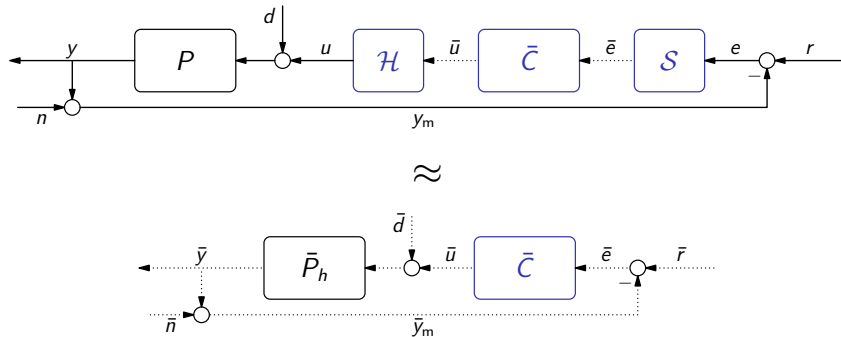 d
y P u ℋ ū C̄ ē 𝒮 e r
−
n yₘ
≈
d̄
ȳ P̄ₕ ū C̄ ē r̄
−
n̄ ȳₘ